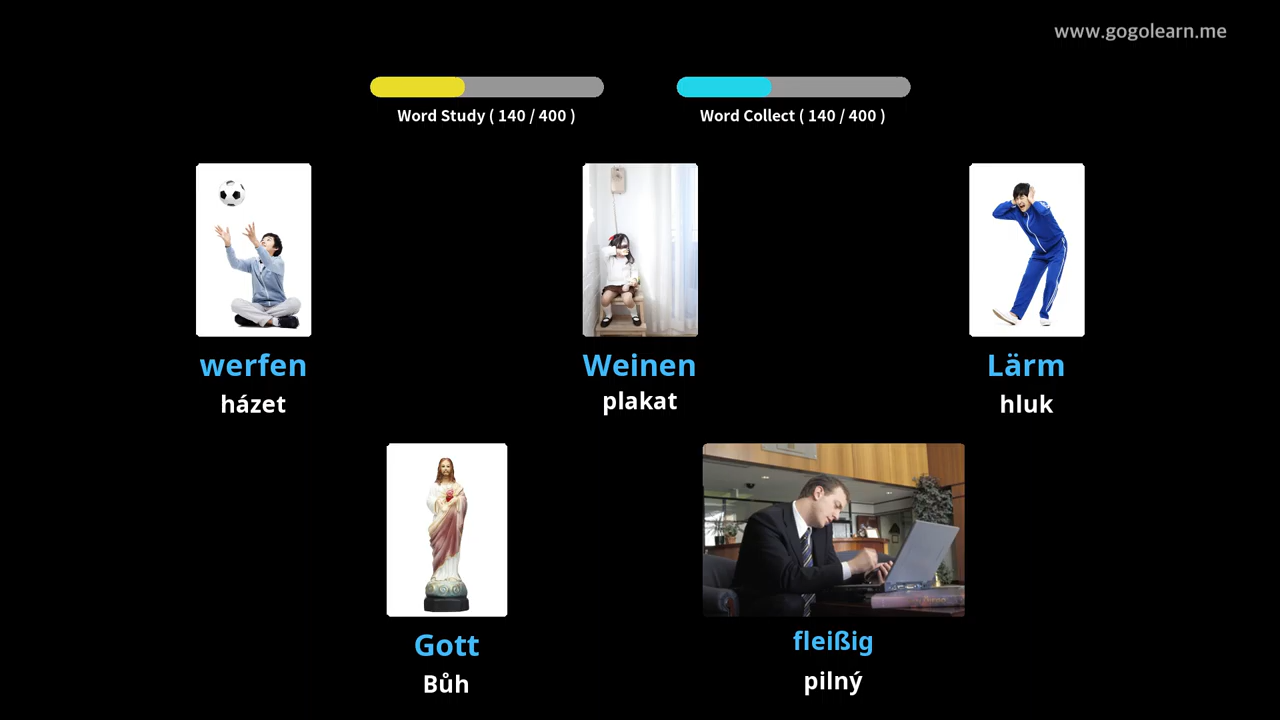 www.gogolearn.me
Word Study ( 140 / 400 )
Word Collect ( 140 / 400 )
werfen
házet
Weinen
plakat
Lärm
hluk
Gott
Bůh
fleißig
pilný